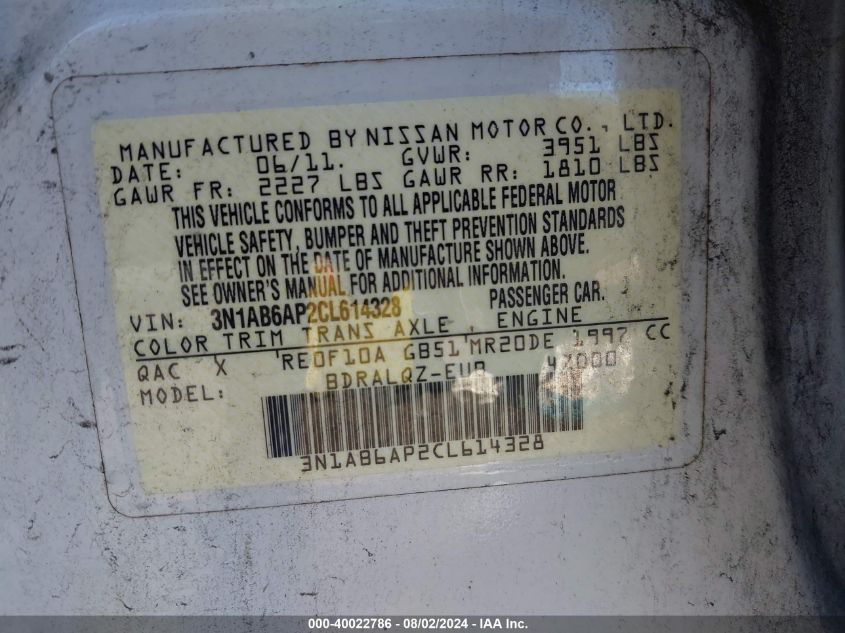 MANUFACTURED BY NISSAN MOTOR CO., LTD.
DATE: 06/11. GVWR: 3951 LBS
GAWR FR: 2227 LBS GAWR RR: 1810 LBS
THIS VEHICLE CONFORMS TO ALL APPLICABLE FEDERAL MOTOR
VEHICLE SAFETY, BUMPER AND THEFT PREVENTION STANDARDS
IN EFFECT ON THE DATE OF MANUFACTURE SHOWN ABOVE.
SEE OWNER'S MANUAL FOR ADDITIONAL INFORMATION.
VIN: 3N1AB6AP2CL614328 PASSENGER CAR.
COLOR TRIM TRANS AXLE, ENGINE
QAC X RE0F10A GB51 MR20DE 1997 CC
MODEL: BDRALQZ-EUR
3N1AB6AP2CL614328
000-40022786 - 08/02/2024 - IAA Inc.